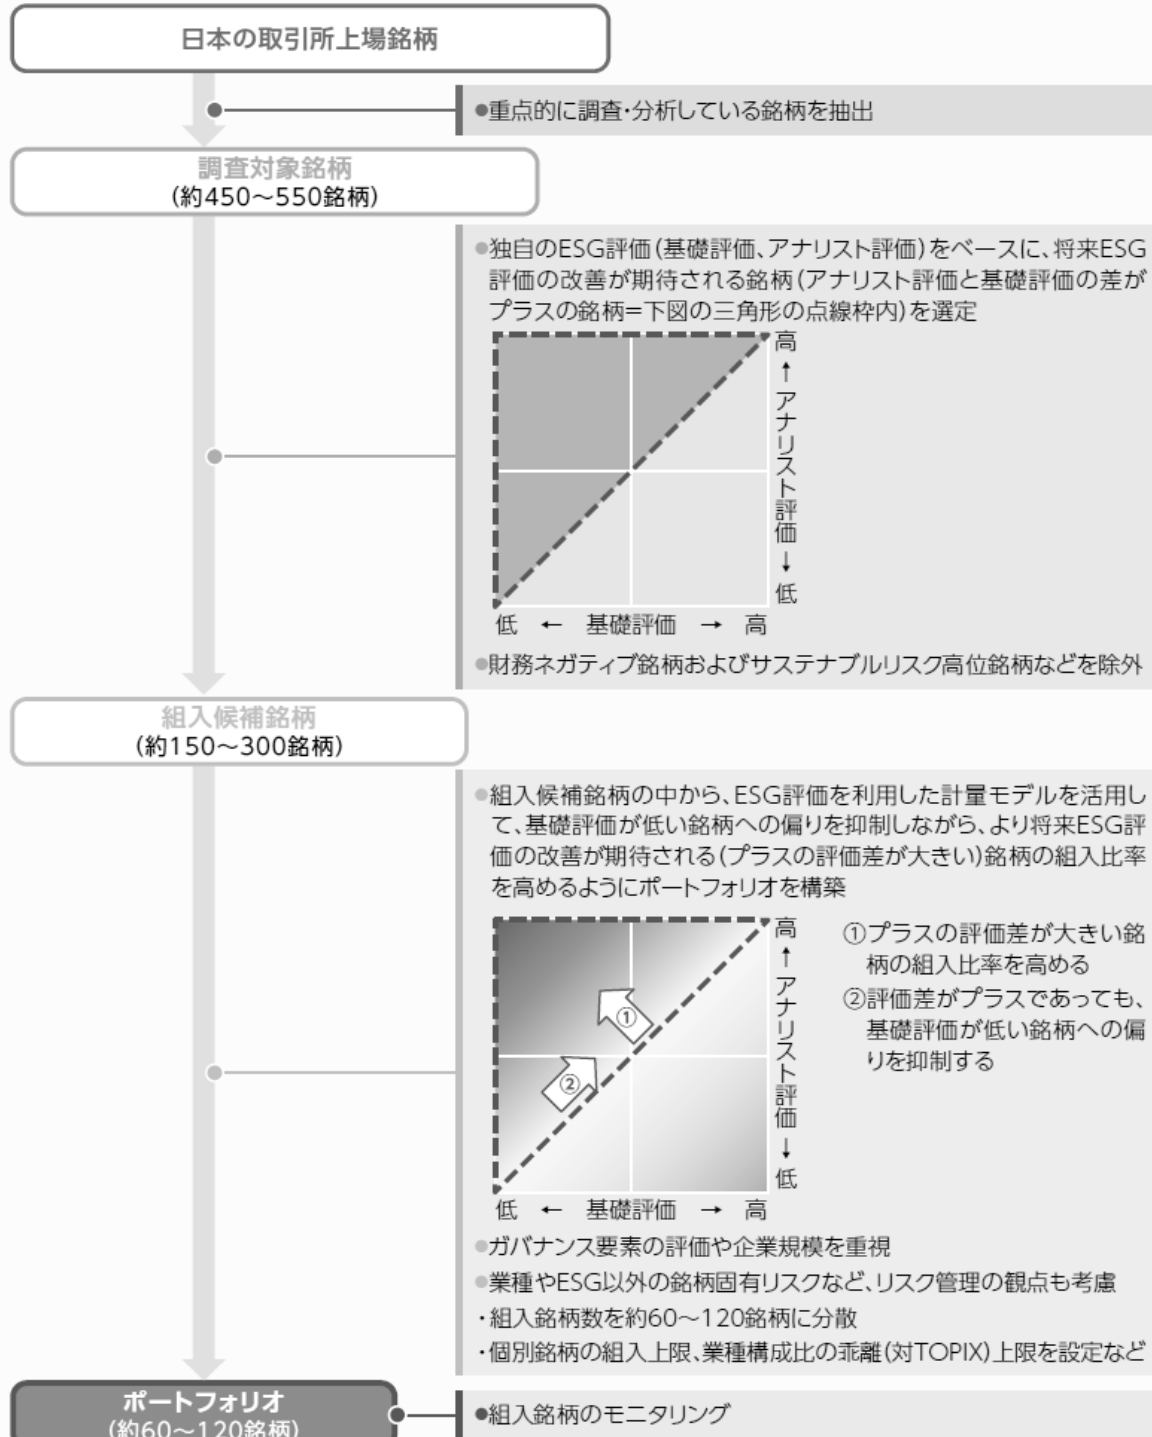 日本の取引所上場銘柄
●重点的に調査・分析している銘柄を抽出
調査対象銘柄
(約450～550銘柄)
●独自のESG評価(基礎評価、アナリスト評価)をベースに、将来ESG
評価の改善が期待される銘柄(アナリスト評価と基礎評価の差が
プラスの銘柄=下図の三角形の点線枠内)を選定
高
↑
アナリスト評価
↓
低
低 ← 基礎評価 → 高
●財務ネガティブ銘柄およびサステナブルリスク高位銘柄などを除外
組入候補銘柄
(約150～300銘柄)
●組入候補銘柄の中から、ESG評価を利用した計量モデルを活用し
て、基礎評価が低い銘柄への偏りを抑制しながら、より将来ESG評
価の改善が期待される(プラスの評価差が大きい)銘柄の組入比率
を高めるようにポートフォリオを構築
①
②
高
↑
アナリスト評価
↓
低
低 ← 基礎評価 → 高
①プラスの評価差が大きい銘
柄の組入比率を高める
②評価差がプラスであっても、
基礎評価が低い銘柄への偏
りを抑制する
●ガバナンス要素の評価や企業規模を重視
●業種やESG以外の銘柄固有リスクなど、リスク管理の観点も考慮
・組入銘柄数を約60～120銘柄に分散
・個別銘柄の組入上限、業種構成比の乖離(対TOPIX)上限を設定など
ポートフォリオ
(約60～120銘柄)
●組入銘柄のモニタリング